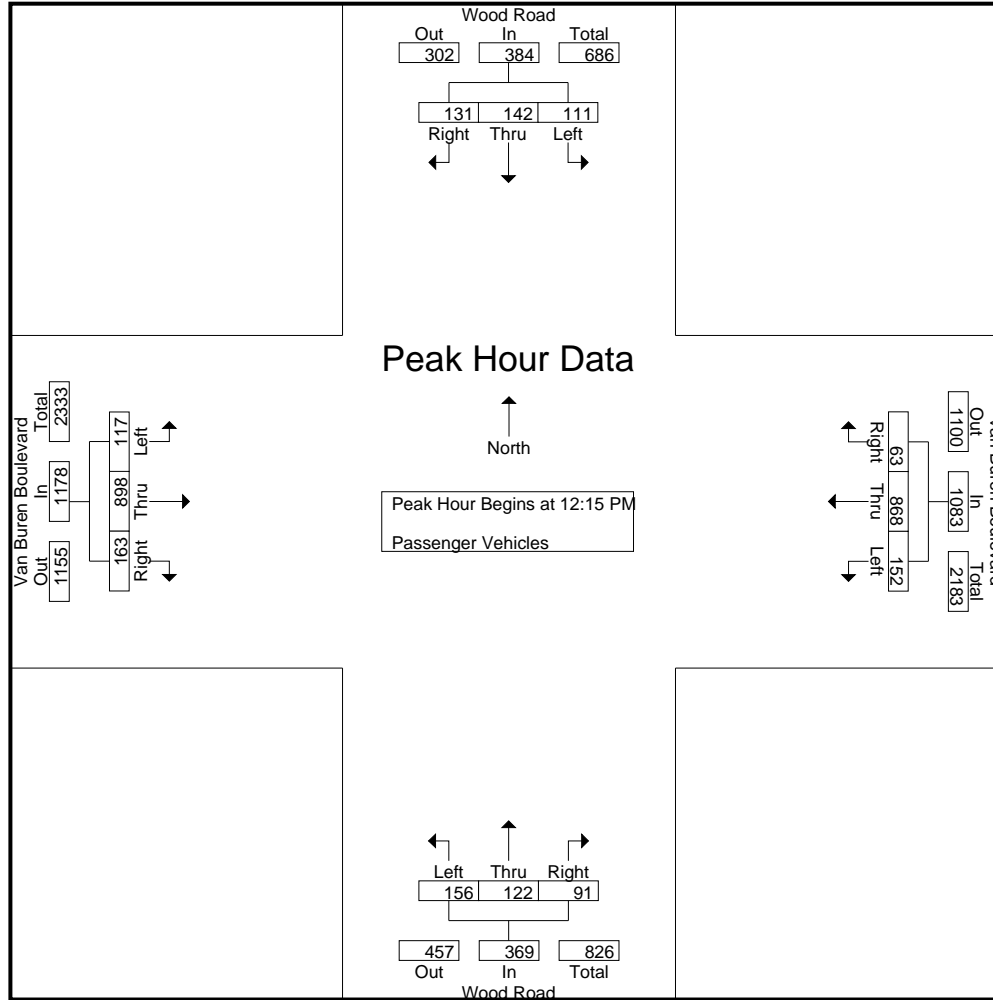 Wood Road
Out In Total
302 384 686
131 142 111
Right Thru Left
Peak Hour Data
North
Peak Hour Begins at 12:15 PM
Passenger Vehicles
Van Buren Boulevard
Out In Total
1155 1178 2333
Left Thru Right
117 898 163
Van Buren Boulevard
Out In Total
1100 1083 2183
63 868 152
Right Thru Left
Left Thru Right
156 122 91
457 369 826
Out In Total
Wood Road